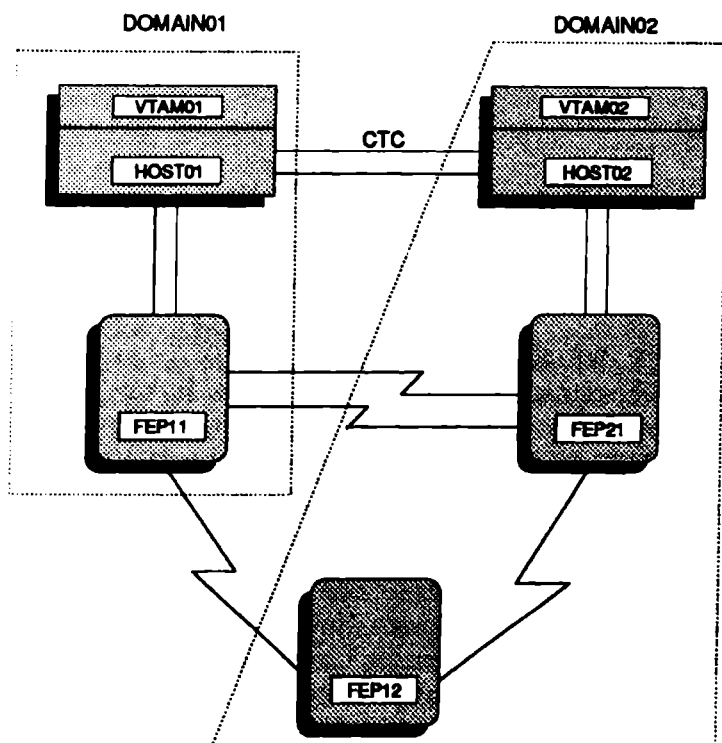 DOMAIN01
DOMAIN02
VTAM01
VTAM02
CTC
HOST01
HOST02
FEP11
FEP21
FEP12